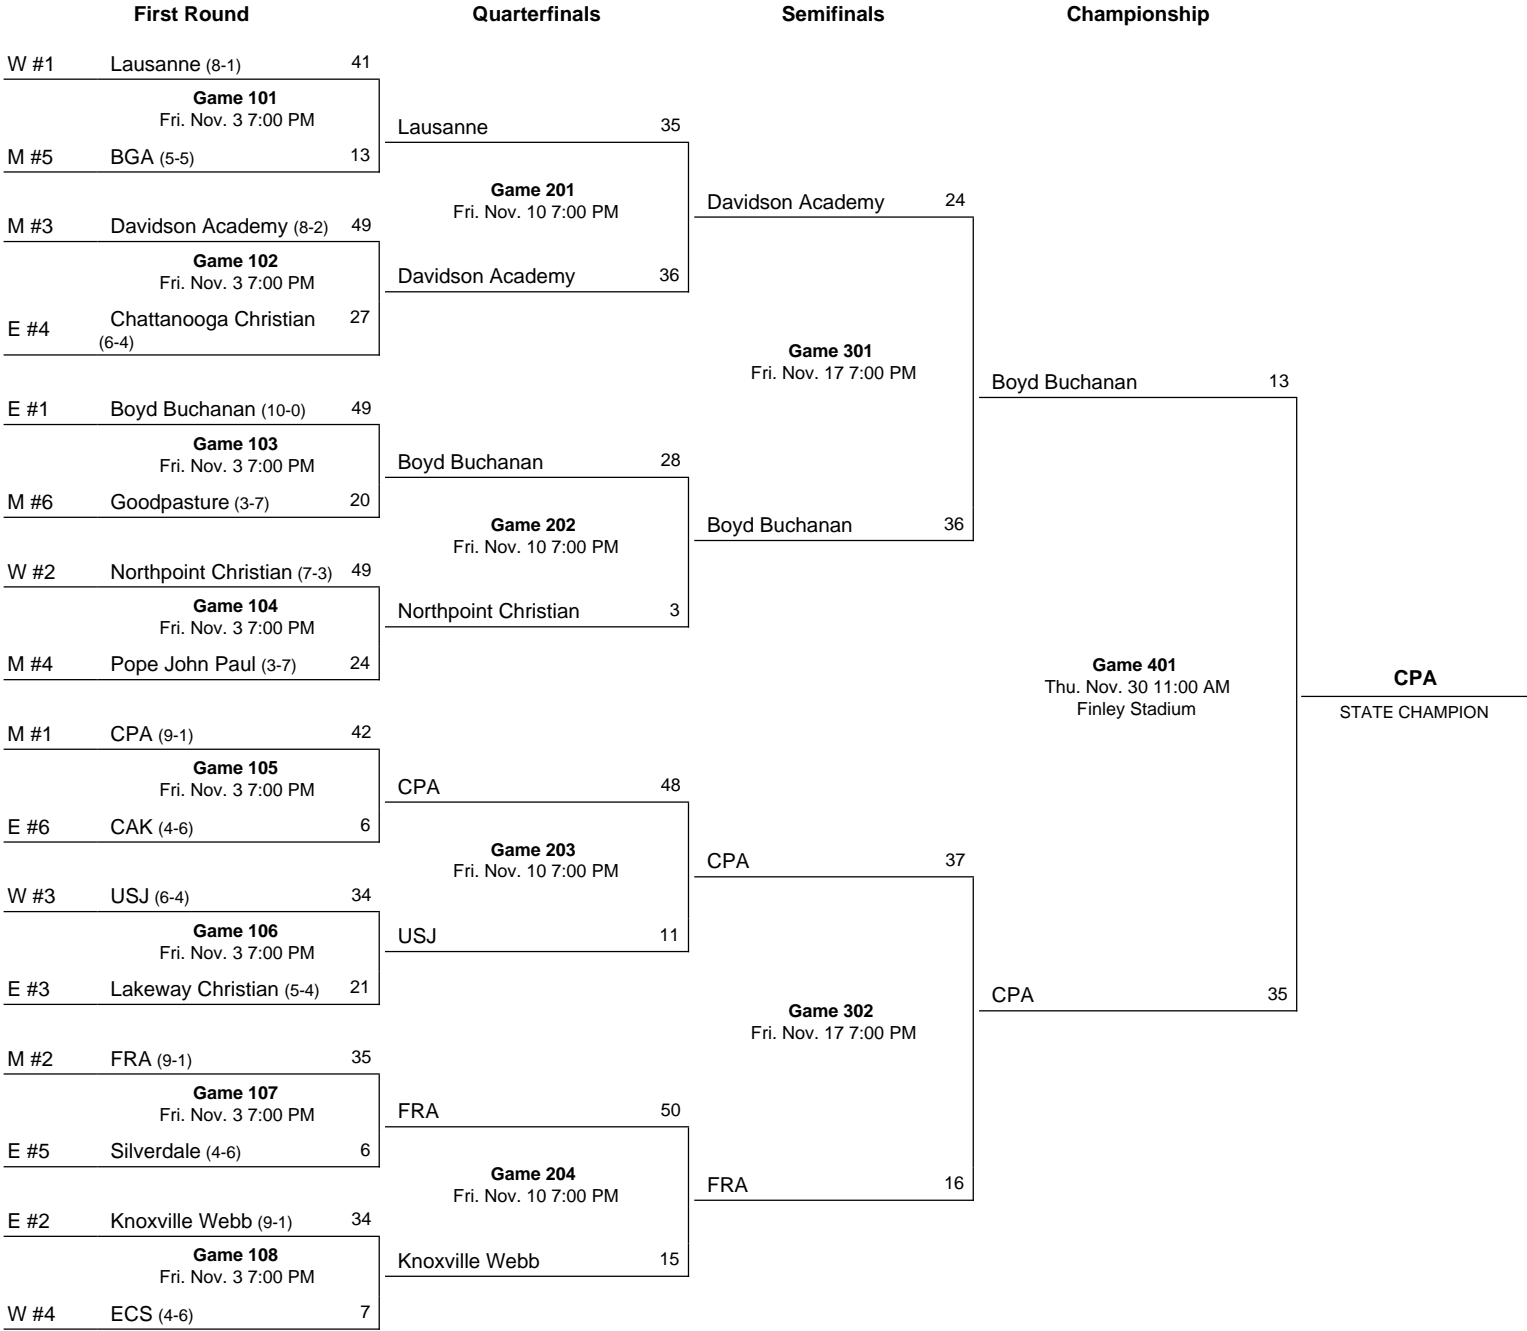 First Round Quarterfinals Semifinals Championship
W #1 Lausanne (8-1) 41
Game 101
Fri. Nov. 3 7:00 PM
M #5 BGA (5-5) 13
M #3 Davidson Academy (8-2) 49
Game 102
Fri. Nov. 3 7:00 PM
E #4 Chattanooga Christian 27
(6-4)
E #1 Boyd Buchanan (10-0) 49
Game 103
Fri. Nov. 3 7:00 PM
M #6 Goodpasture (3-7) 20
W #2 Northpoint Christian (7-3) 49
Game 104
Fri. Nov. 3 7:00 PM
M #4 Pope John Paul (3-7) 24
M #1 CPA (9-1) 42
Game 105
Fri. Nov. 3 7:00 PM
E #6 CAK (4-6) 6
W #3 USJ (6-4) 34
Game 106
Fri. Nov. 3 7:00 PM
E #3 Lakeway Christian (5-4) 21
M #2 FRA (9-1) 35
Game 107
Fri. Nov. 3 7:00 PM
E #5 Silverdale (4-6) 6
E #2 Knoxville Webb (9-1) 34
Game 108
Fri. Nov. 3 7:00 PM
W #4 ECS (4-6) 7
Lausanne 35
Game 201
Fri. Nov. 10 7:00 PM
Davidson Academy 36
Boyd Buchanan 28
Game 202
Fri. Nov. 10 7:00 PM
Northpoint Christian 3
CPA 48
Game 203
Fri. Nov. 10 7:00 PM
USJ 11
FRA 50
Game 204
Fri. Nov. 10 7:00 PM
Knoxville Webb 15
Davidson Academy 24
Game 301
Fri. Nov. 17 7:00 PM
Boyd Buchanan 36
CPA 37
Game 302
Fri. Nov. 17 7:00 PM
FRA 16
Boyd Buchanan 13
Game 401
Thu. Nov. 30 11:00 AM
Finley Stadium
CPA 35
CPA
STATE CHAMPION